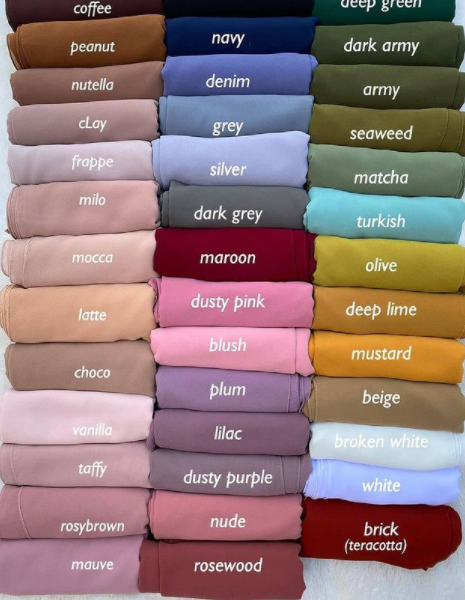 coffee
peanut
nutella
cLay
frappe
milo
mocca
latte
choco
vanilla
taffy
rosybrown
mauve
navy
denim
grey
silver
dark grey
maroon
dusty pink
blush
plum
lilac
dusty purple
nude
rosewood
deep green
dark army
army
seaweed
matcha
turkish
olive
deep lime
mustard
beige
broken white
white
brick
(teracotta)